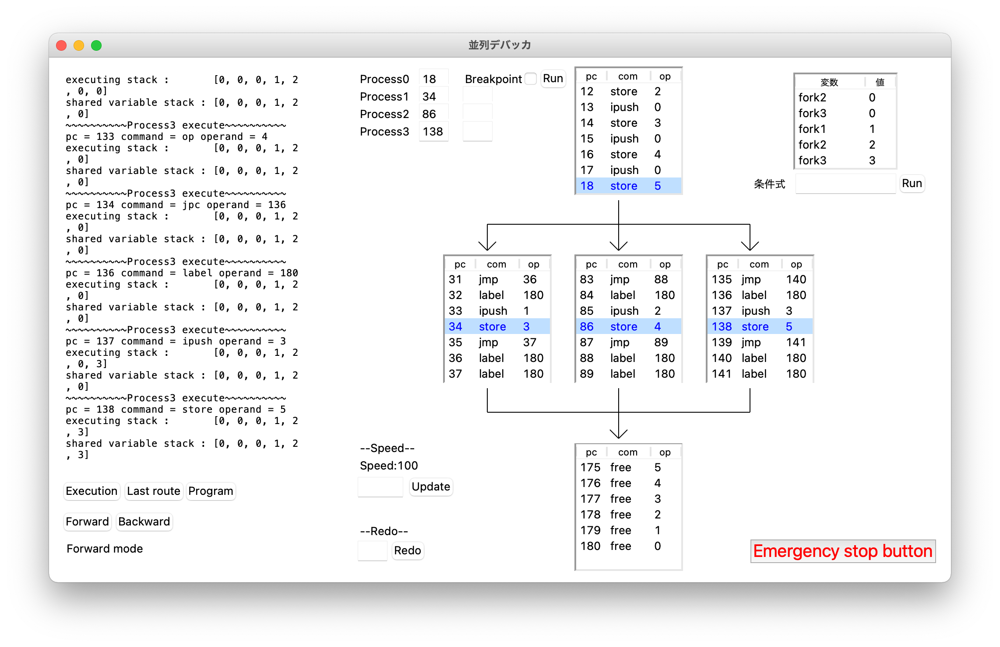 並列デバッカ
executing stack :       [0, 0, 0, 1, 2
, 0, 0]
shared variable stack : [0, 0, 0, 1, 2
, 0]
~~~~~~~~~~Process3 execute~~~~~~~~~~
pc = 133 command = op operand = 4
executing stack :       [0, 0, 0, 1, 2
, 0]
shared variable stack : [0, 0, 0, 1, 2
, 0]
~~~~~~~~~~Process3 execute~~~~~~~~~~
pc = 134 command = jpc operand = 136
executing stack :       [0, 0, 0, 1, 2
, 0]
shared variable stack : [0, 0, 0, 1, 2
, 0]
~~~~~~~~~~Process3 execute~~~~~~~~~~
pc = 136 command = label operand = 180
executing stack :       [0, 0, 0, 1, 2
, 0]
shared variable stack : [0, 0, 0, 1, 2
, 0]
~~~~~~~~~~Process3 execute~~~~~~~~~~
pc = 137 command = ipush operand = 3
executing stack :       [0, 0, 0, 1, 2
, 0, 3]
shared variable stack : [0, 0, 0, 1, 2
, 0]
~~~~~~~~~~Process3 execute~~~~~~~~~~
pc = 138 command = store operand = 5
executing stack :       [0, 0, 0, 1, 2
, 3]
shared variable stack : [0, 0, 0, 1, 2
, 3]
Execution Last route Program
Forward Backward
Forward mode
Process0 18 Breakpoint Run
Process1 34
Process2 86
Process3 138
--Speed--
Speed:100
Update
--Redo--
Redo
pc com op
12 store 2
13 ipush 0
14 store 3
15 ipush 0
16 store 4
17 ipush 0
18 store 5
変数 値
fork2 0
fork3 0
fork1 1
fork2 2
fork3 3
条件式 Run
pc com op
31 jmp 36
32 label 180
33 ipush 1
34 store 3
35 jmp 37
36 label 180
37 label 180
pc com op
83 jmp 88
84 label 180
85 ipush 2
86 store 4
87 jmp 89
88 label 180
89 label 180
pc com op
135 jmp 140
136 label 180
137 ipush 3
138 store 5
139 jmp 141
140 label 180
141 label 180
pc com op
175 free 5
176 free 4
177 free 3
178 free 2
179 free 1
180 free 0
Emergency stop button